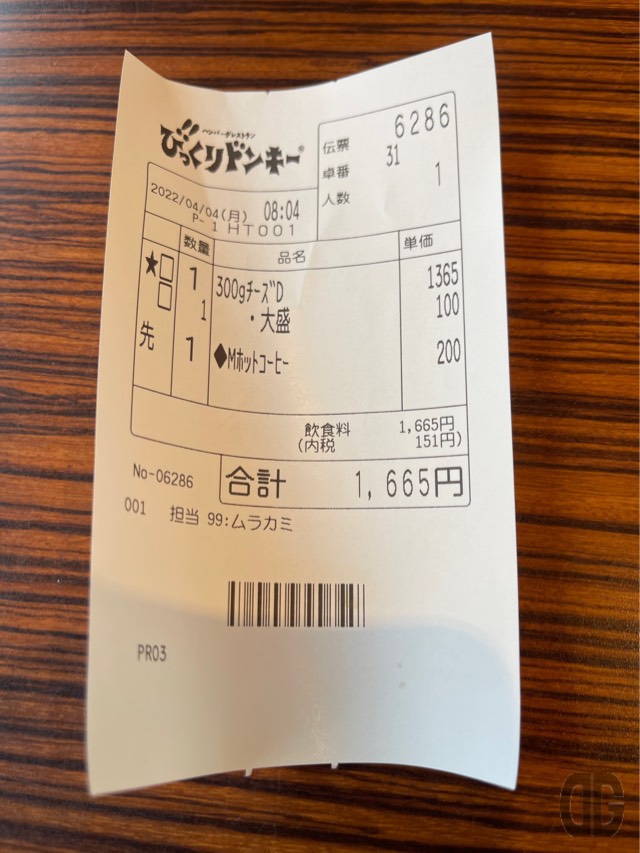 ハンバーグレストラン
びっくりドンキー
伝票 6286
卓番 31
人数 1
2022/04/04(月) 08:04
P- 1 HT001
数量 品名 単価
★□ 1 300gチーズD 1365
□ 1 ・大盛 100
先 1 ◆Mホットコーヒー 200
飲食料 1,665円
(内税 151円)
No-06286 合計 1,665円
001 担当 99:ムラカミ
PR03
DG